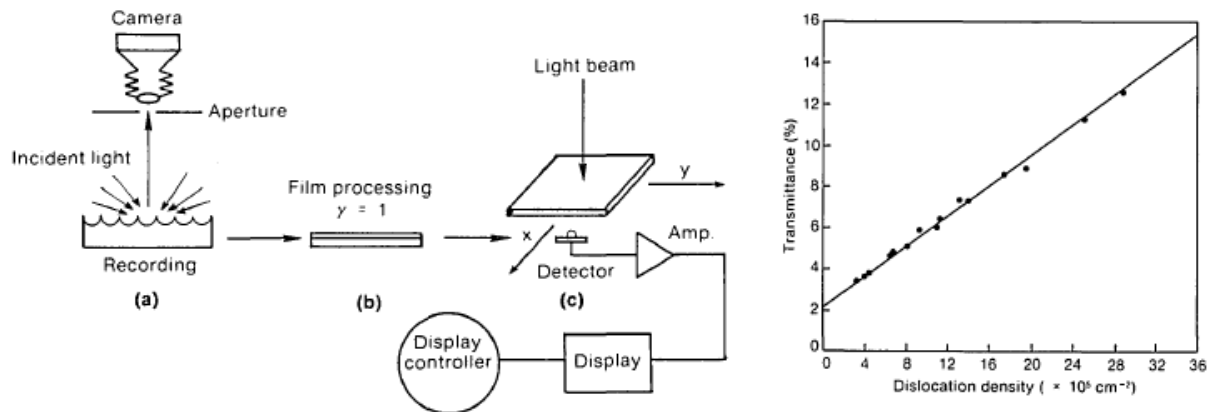 Camera
Aperture
Incident light
Recording
(a)
Film processing
γ = 1
(b)
Light beam
y
x
Detector
Amp.
(c)
Display
controller
Display
Transmittance (%)
16
14
12
10
8
6
4
2
0
0 4 8 12 16 20 24 28 32 36
Dislocation density ( × 10⁵ cm⁻²)